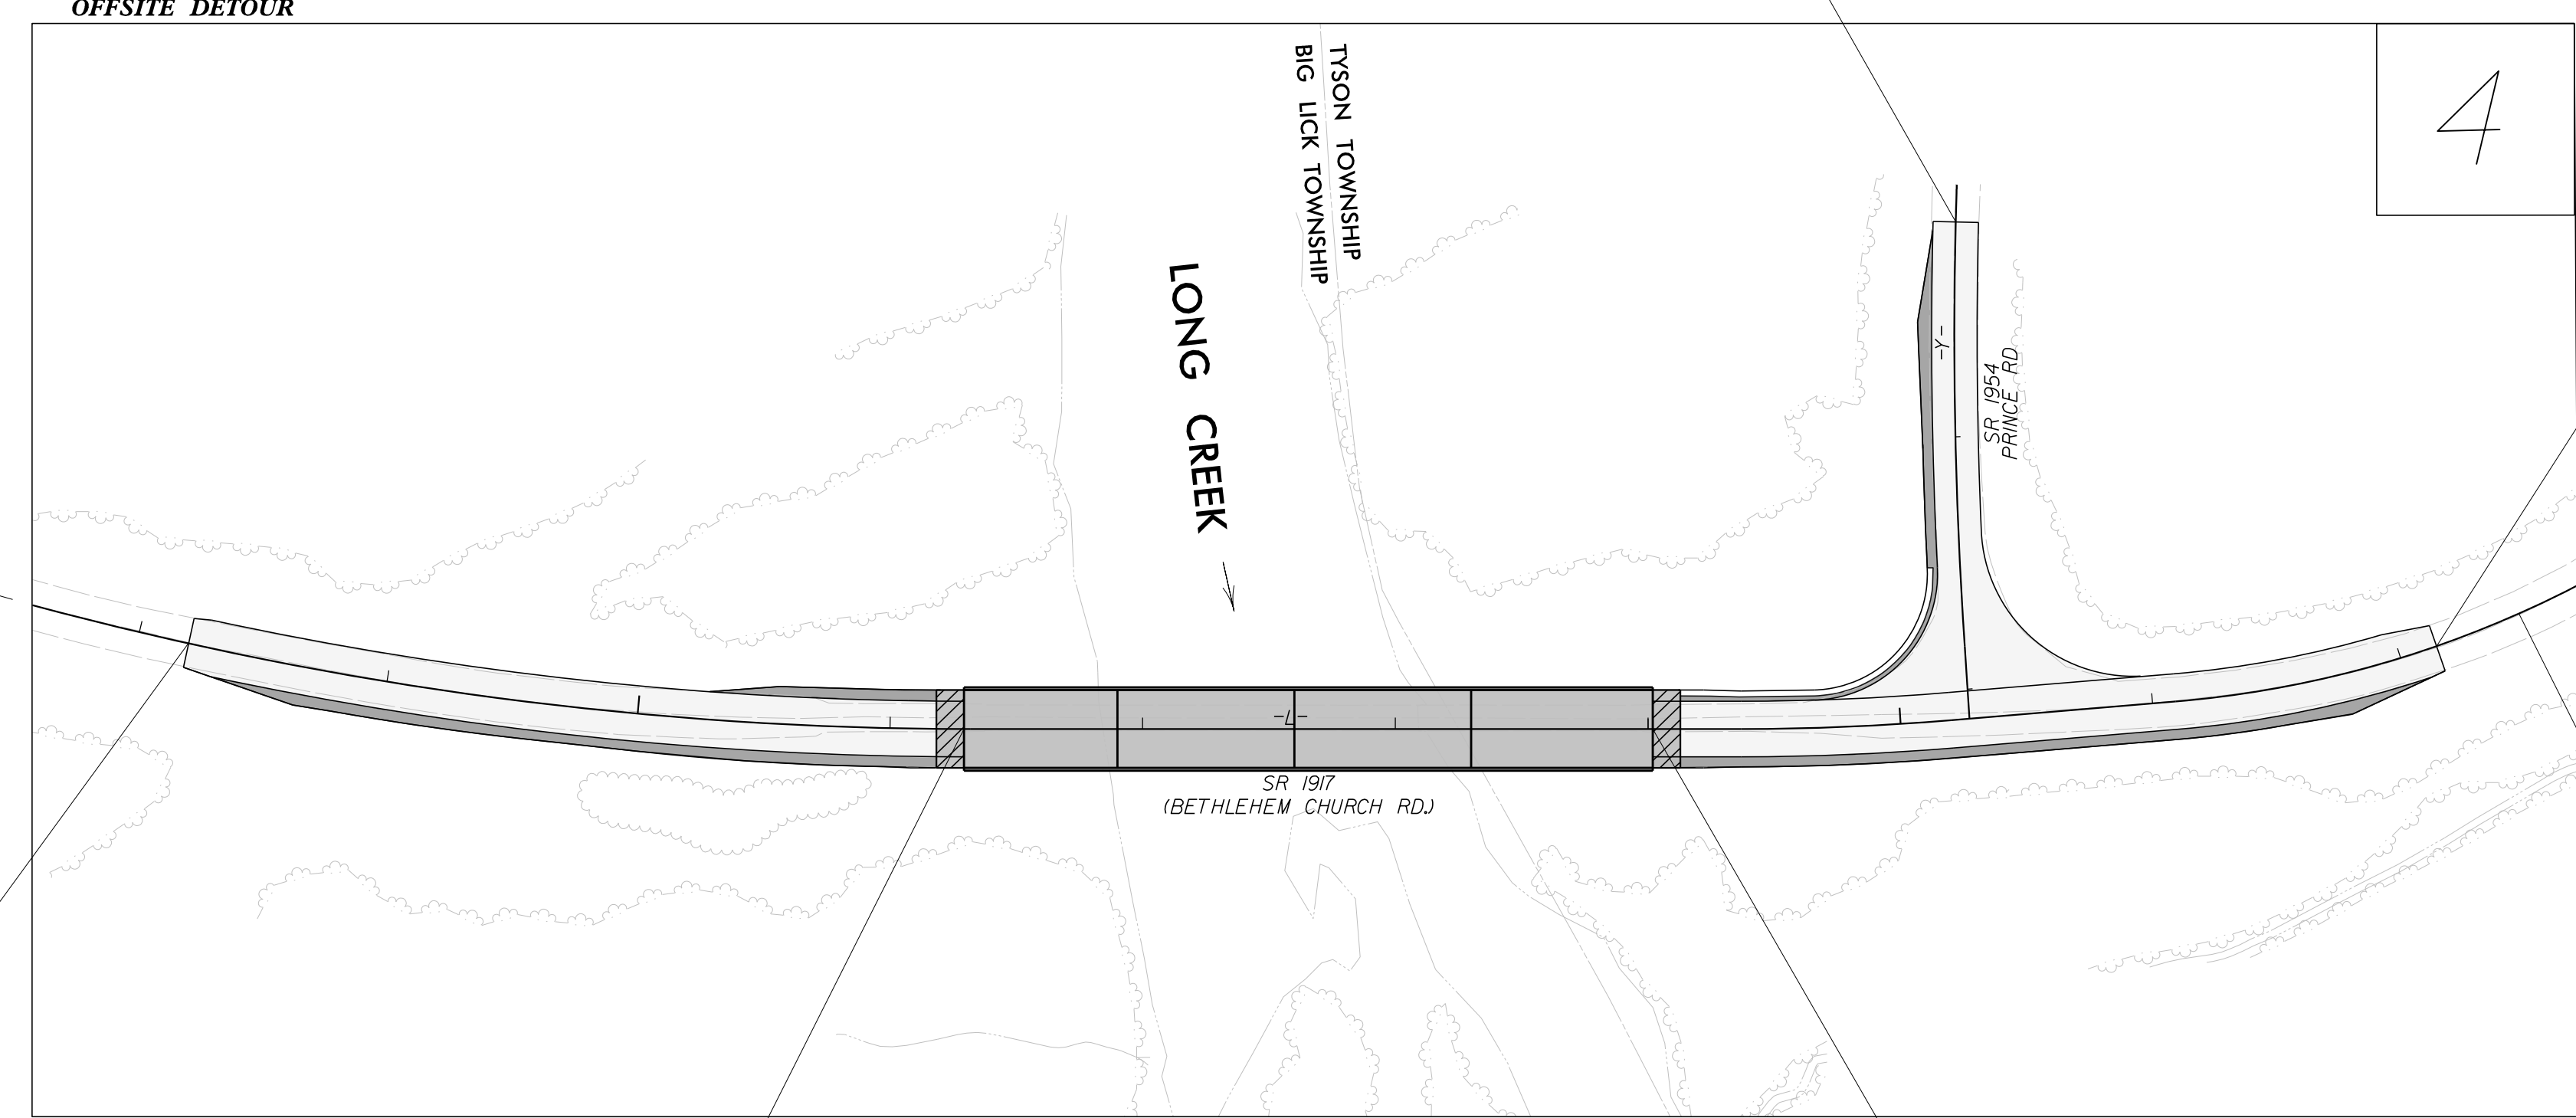 OFFSITE DETOUR
4
TYSON TOWNSHIP
BIG LICK TOWNSHIP
LONG CREEK
-Y-
SR 1954
PRINCE RD
-L-
SR 1917
(BETHLEHEM CHURCH RD.)